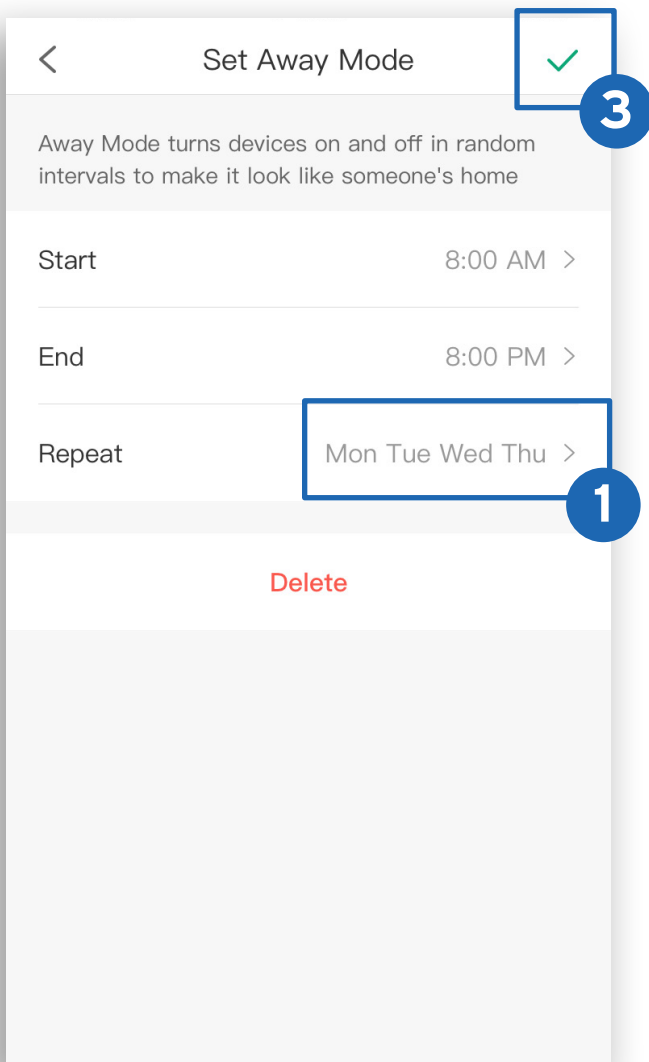 Set Away Mode
3
Away Mode turns devices on and off in random
intervals to make it look like someone's home
Start 8:00 AM
End 8:00 PM
Repeat Mon Tue Wed Thu
1
Delete